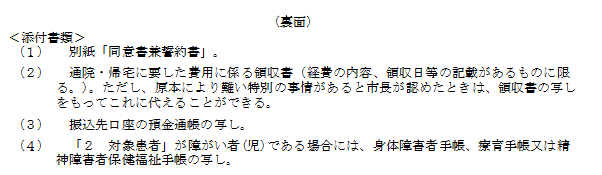 （裏面）
＜添付書類＞
（１）　別紙「同意書兼誓約書」。
（２）　通院・帰宅に要した費用に係る領収書（経費の内容、領収日等の記載があるものに限
る。）。ただし、原本により難い特別の事情があると市長が認めたときは、領収書の写し
をもってこれに代えることができる。
（３）　振込先口座の預金通帳の写し。
（４）　「２　対象患者」が障がい者(児)である場合には、身体障害者手帳、療育手帳又は精
神障害者保健福祉手帳の写し。